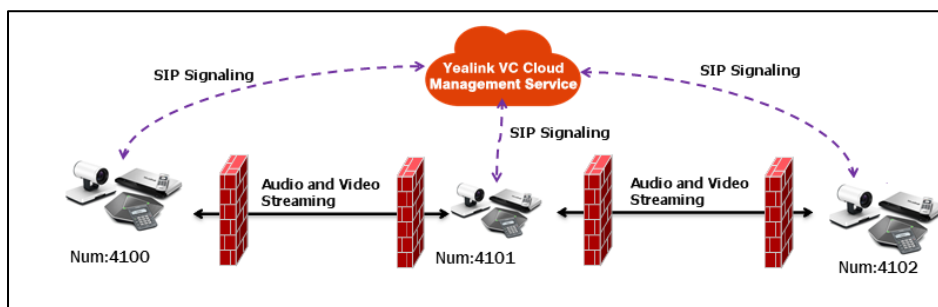 Yealink VC Cloud
Management Service
SIP Signaling
SIP Signaling
SIP Signaling
Audio and Video
Streaming
Audio and Video
Streaming
Num:4100
Num:4101
Num:4102